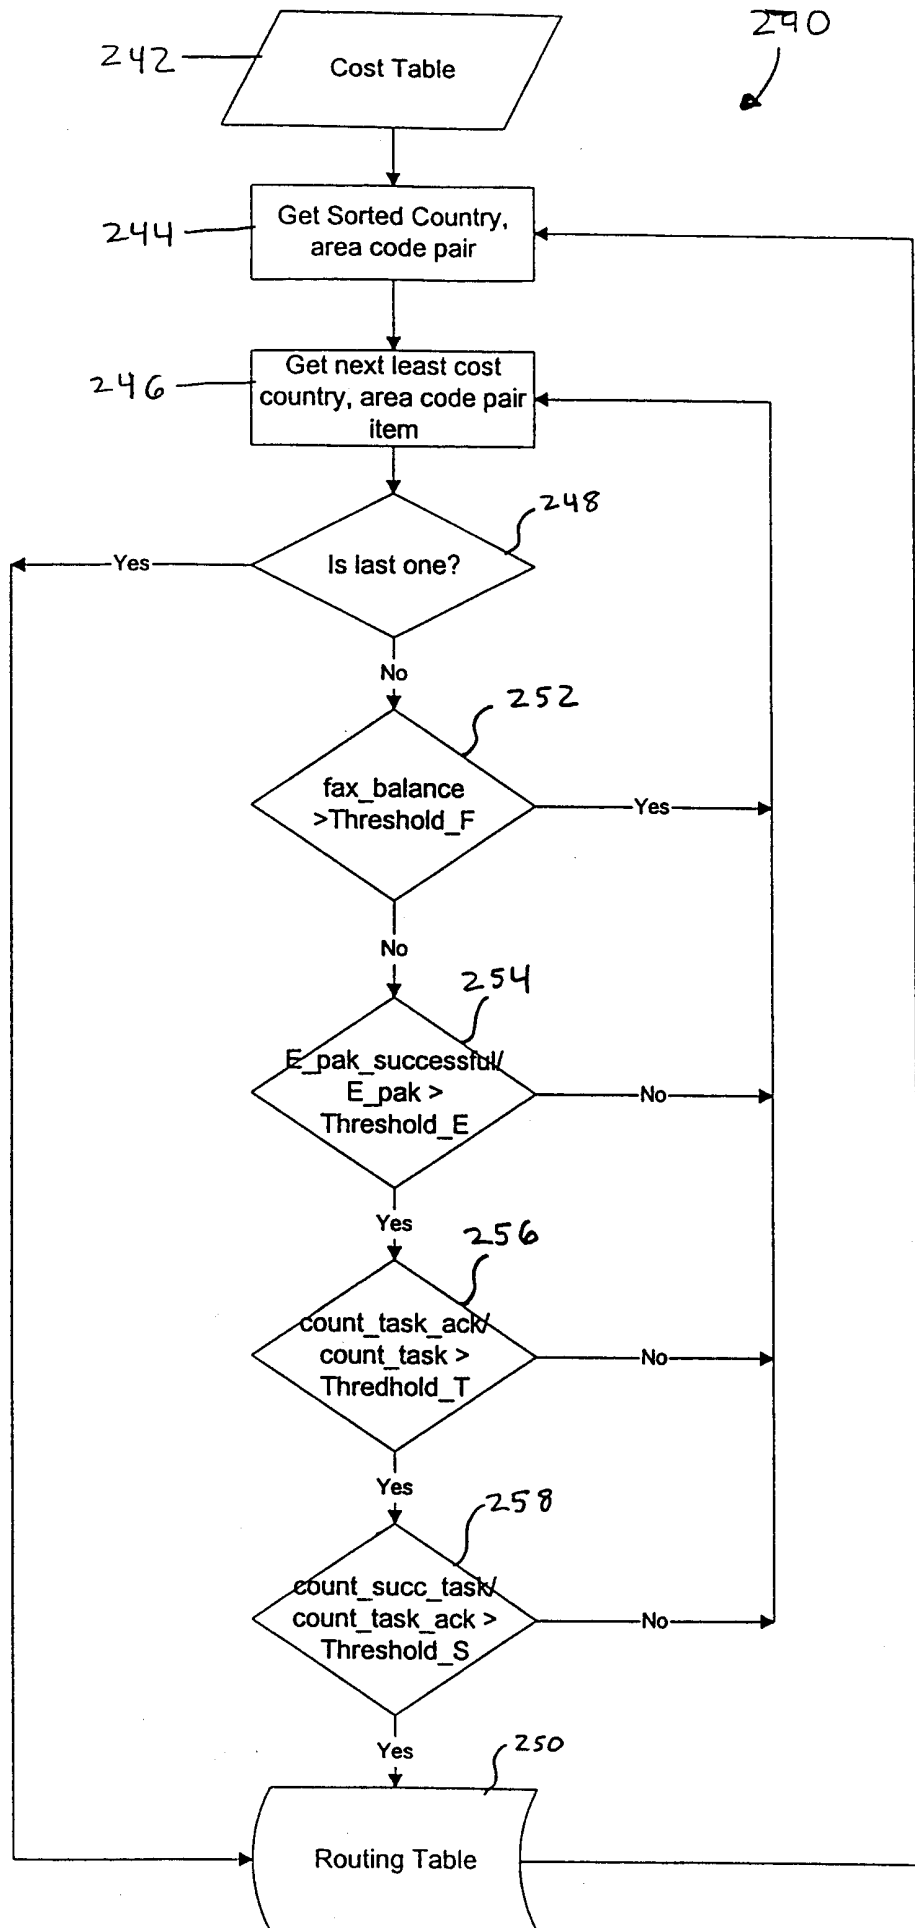 290
242
Cost Table
244
Get Sorted Country,
area code pair
246
Get next least cost
country, area code pair
item
248
Is last one?
Yes
No
252
fax_balance
>Threshold_F
Yes
No
254
E_pak_successful/
E_pak >
Threshold_E
No
Yes
256
count_task_ack/
count_task >
Thredhold_T
No
Yes
258
count_succ_task/
count_task_ack >
Threshold_S
No
Yes
250
Routing Table